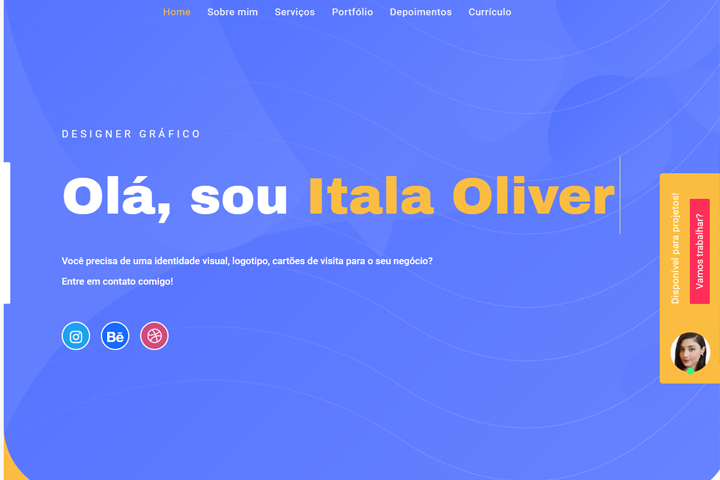 Home Sobre mim Serviços Portfólio Depoimentos Currículo
DESIGNER GRÁFICO
Olá, sou Itala Oliver
Você precisa de uma identidade visual, logotipo, cartões de visita para o seu negócio?
Entre em contato comigo!
Bē
Disponível para projetos!
Vamos trabalhar?